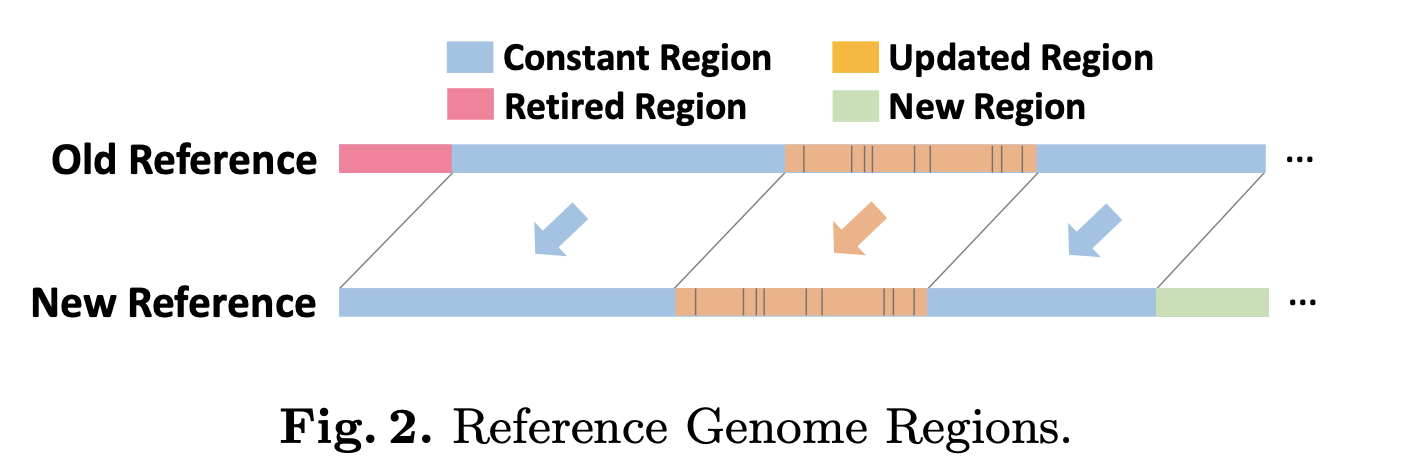 Constant Region Updated Region
Retired Region New Region
Old Reference ...
New Reference ...
Fig. 2. Reference Genome Regions.